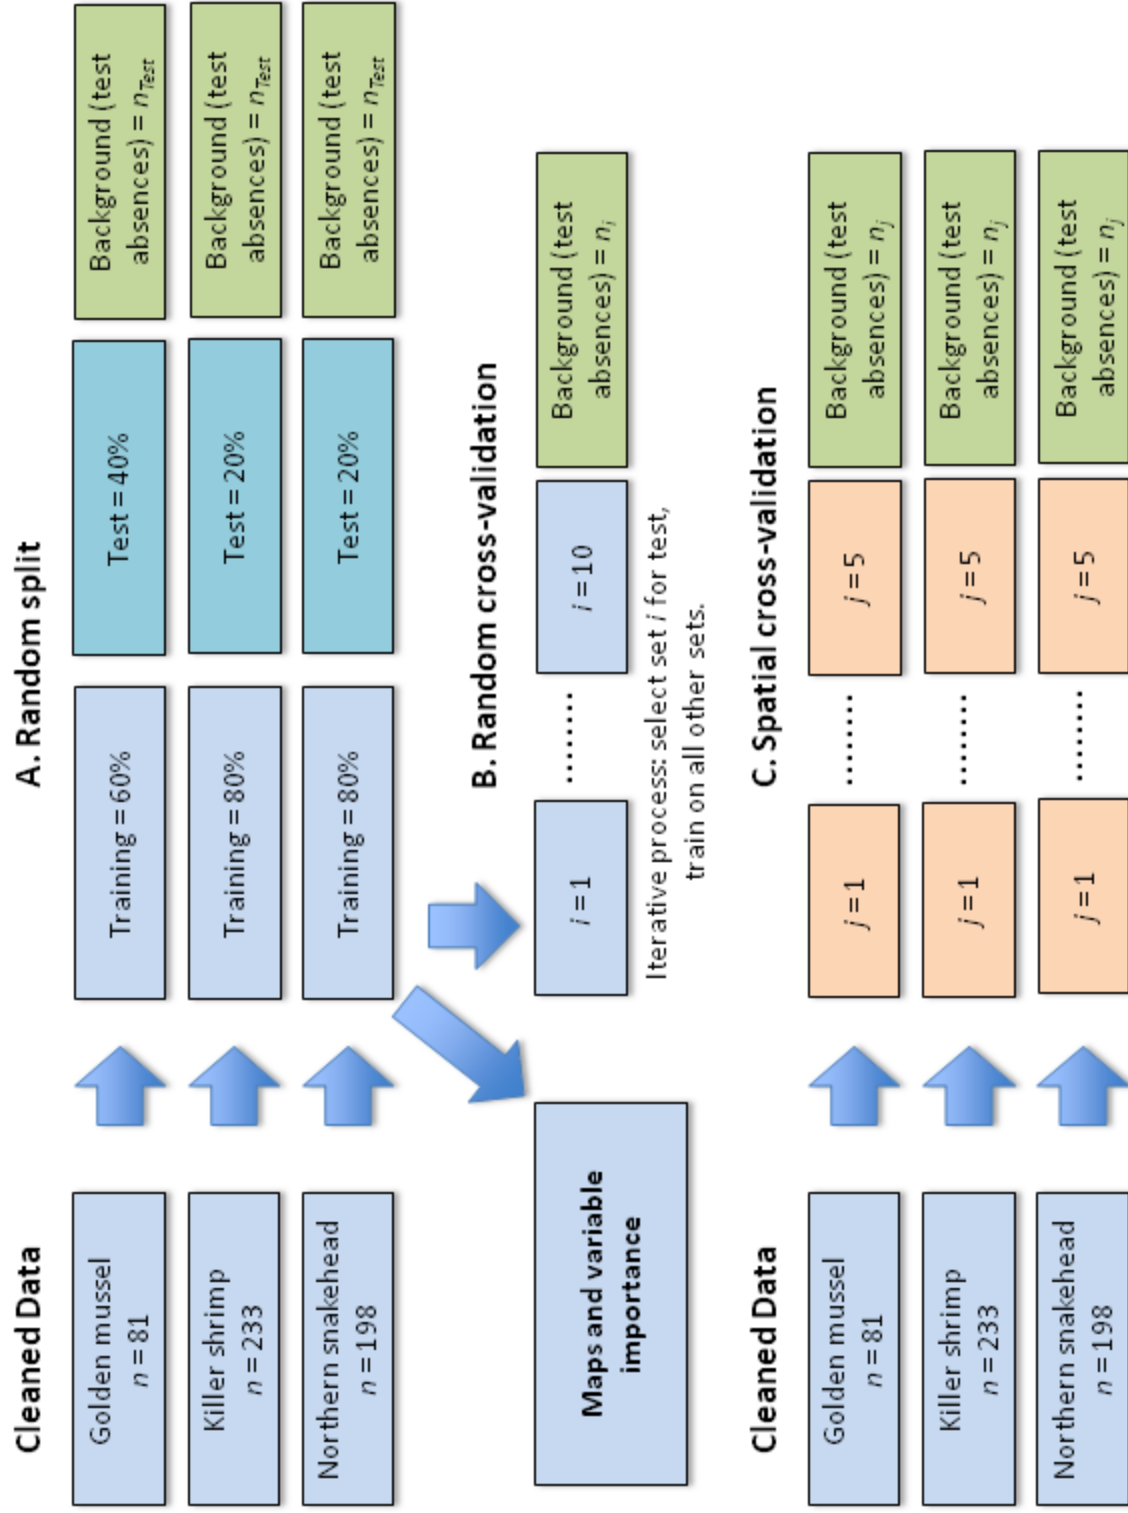 Cleaned Data
A. Random split
Golden mussel
n = 81
Training = 60%
Test = 40%
Background (test
absences) = nTest
Killer shrimp
n = 233
Training = 80%
Test = 20%
Background (test
absences) = nTest
Northern snakehead
n = 198
Training = 80%
Test = 20%
Background (test
absences) = nTest
Maps and variable
importance
B. Random cross-validation
i = 1
········
i = 10
Background (test
absences) = ni
Iterative process: select set i for test,
train on all other sets.
Cleaned Data
C. Spatial cross-validation
Golden mussel
n = 81
j = 1
········
j = 5
Background (test
absences) = nj
Killer shrimp
n = 233
j = 1
········
j = 5
Background (test
absences) = nj
Northern snakehead
n = 198
j = 1
········
j = 5
Background (test
absences) = nj